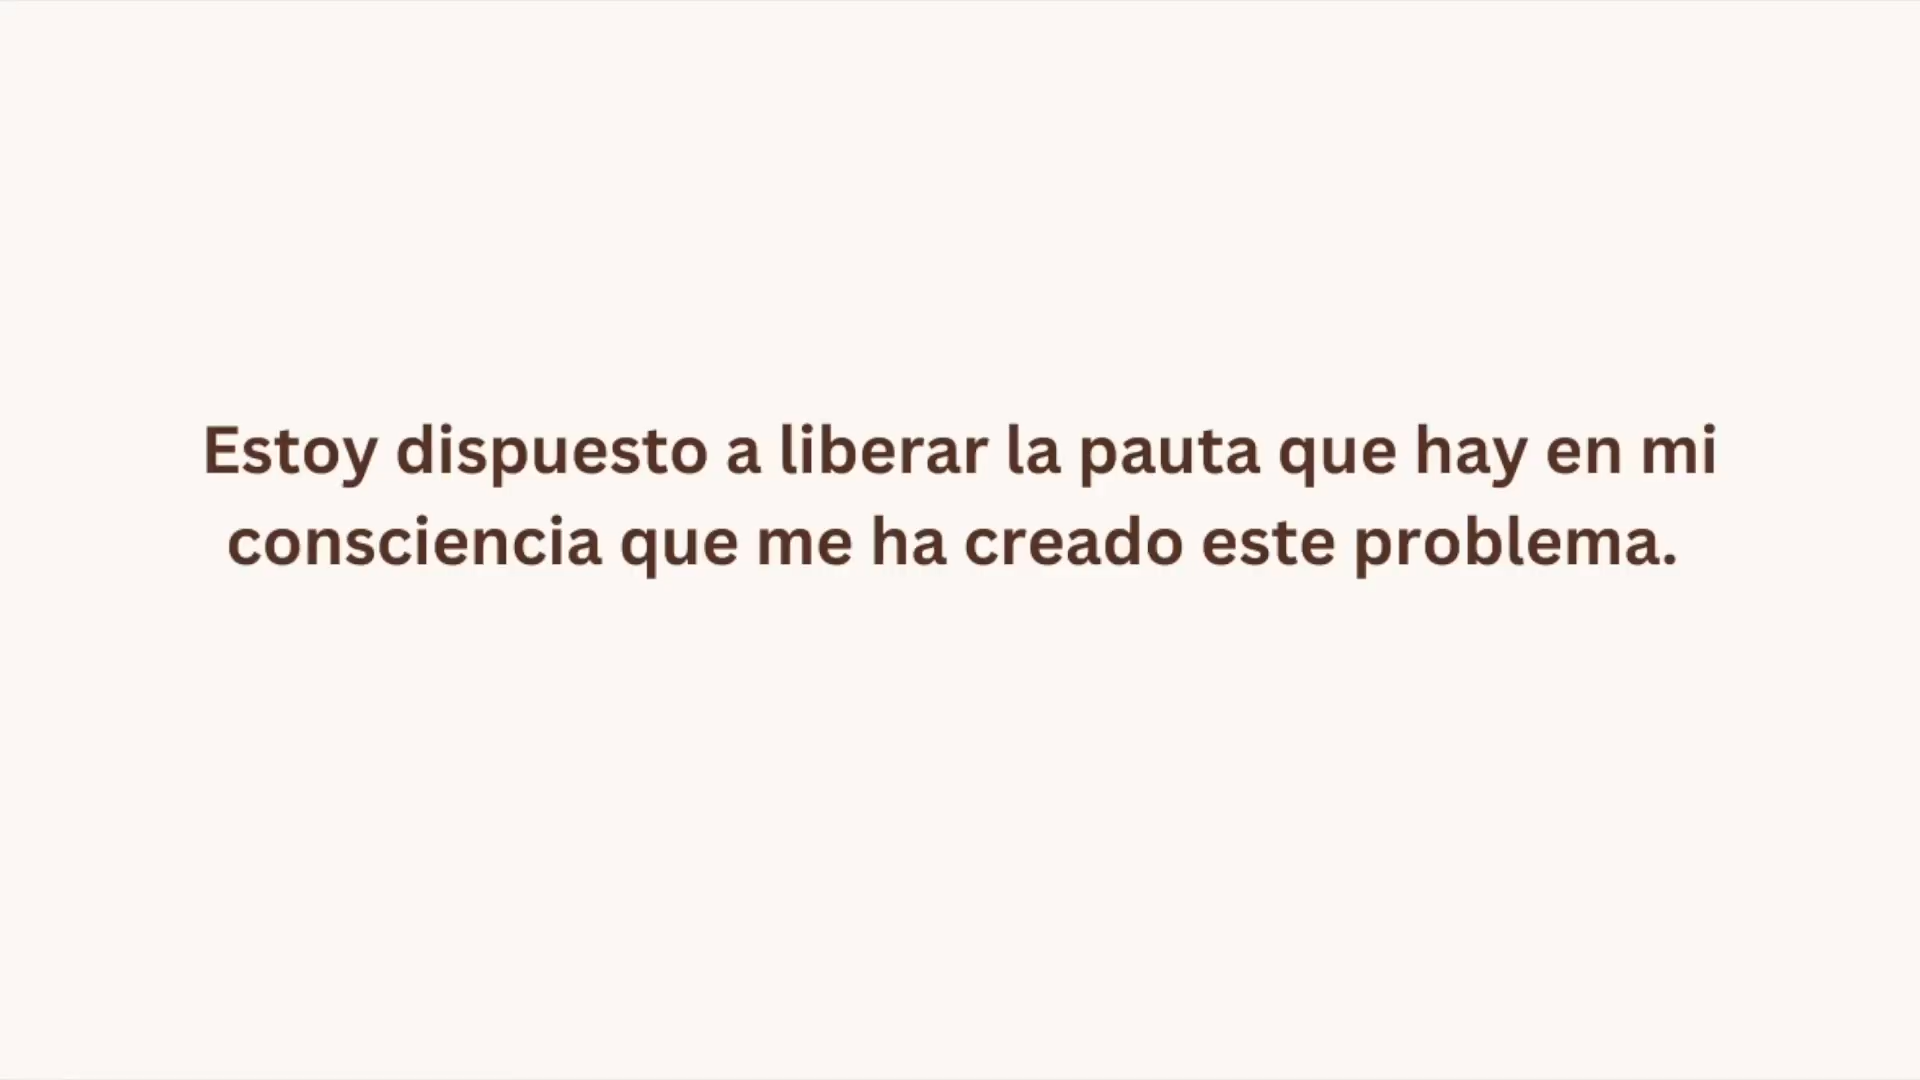 Estoy dispuesto a liberar la pauta que hay en mi
consciencia que me ha creado este problema.